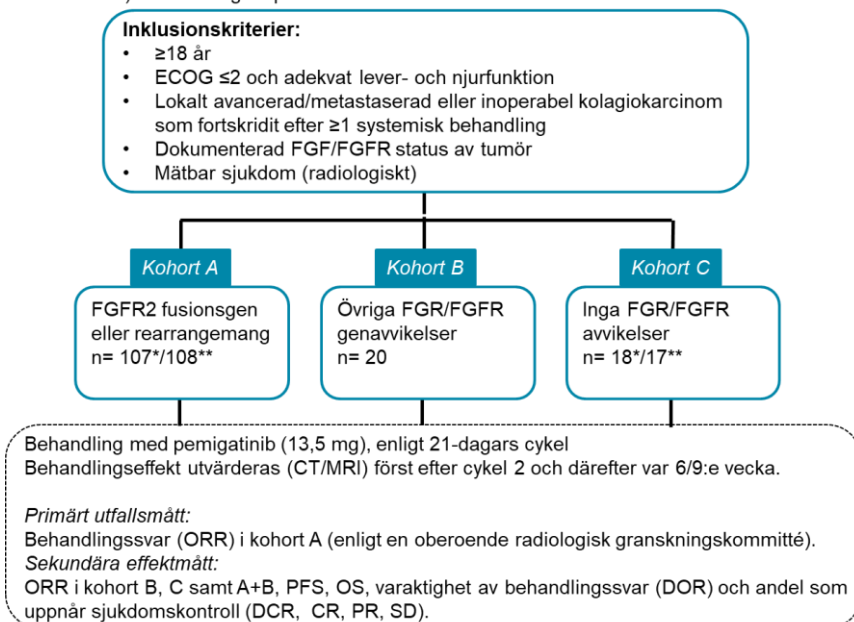 Inklusionskriterier:
• ≥18 år
• ECOG ≤2 och adekvat lever- och njurfunktion
• Lokalt avancerad/metastaserad eller inoperabel kolagiokarcinom
som fortskridit efter ≥1 systemisk behandling
• Dokumenterad FGF/FGFR status av tumör
• Mätbar sjukdom (radiologiskt)
Kohort A
FGFR2 fusionsgen
eller rearrangemang
n= 107*/108**
Kohort B
Övriga FGR/FGFR
genavvikelser
n= 20
Kohort C
Inga FGR/FGFR
avvikelser
n= 18*/17**
Behandling med pemigatinib (13,5 mg), enligt 21-dagars cykel
Behandlingseffekt utvärderas (CT/MRI) först efter cykel 2 och därefter var 6/9:e vecka.
Primärt utfallsmått:
Behandlingssvar (ORR) i kohort A (enligt en oberoende radiologisk granskningskommitté).
Sekundära effektmått:
ORR i kohort B, C samt A+B, PFS, OS, varaktighet av behandlingssvar (DOR) och andel som
uppnår sjukdomskontroll (DCR, CR, PR, SD).